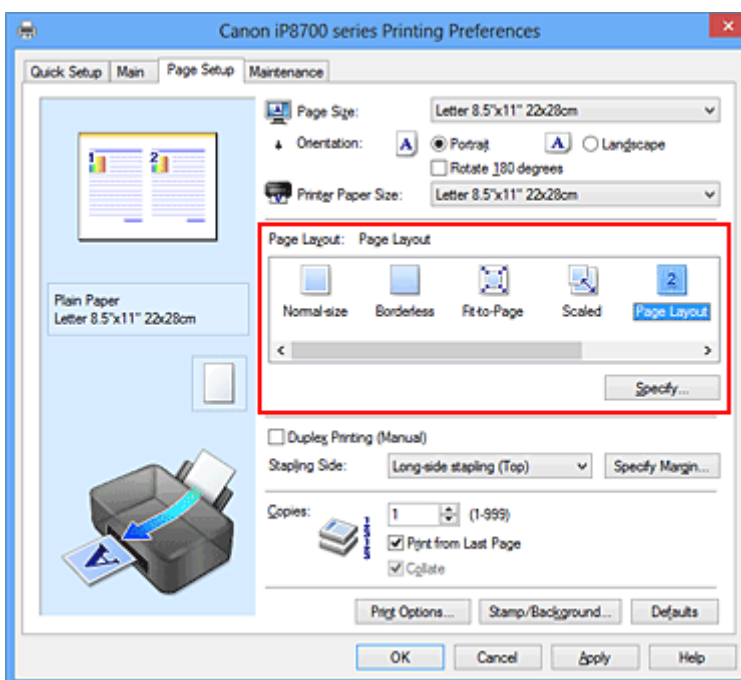 Canon iP8700 series Printing Preferences
Quick Setup Main Page Setup Maintenance
Page Size: Letter 8.5"x11" 22x28cm
Orientation: A Portrait A Landscape
Rotate 180 degrees
Printer Paper Size: Letter 8.5"x11" 22x28cm
1 2
Page Layout: Page Layout
2
Normal-size Borderless Fit-to-Page Scaled Page Layout
Plain Paper
Letter 8.5"x11" 22x28cm
Specify...
Duplex Printing (Manual)
Stapling Side: Long-side stapling (Top) Specify Margin...
Copies: 1 (1-999)
Print from Last Page
Collate
A
Print Options... Stamp/Background... Defaults
OK Cancel Apply Help